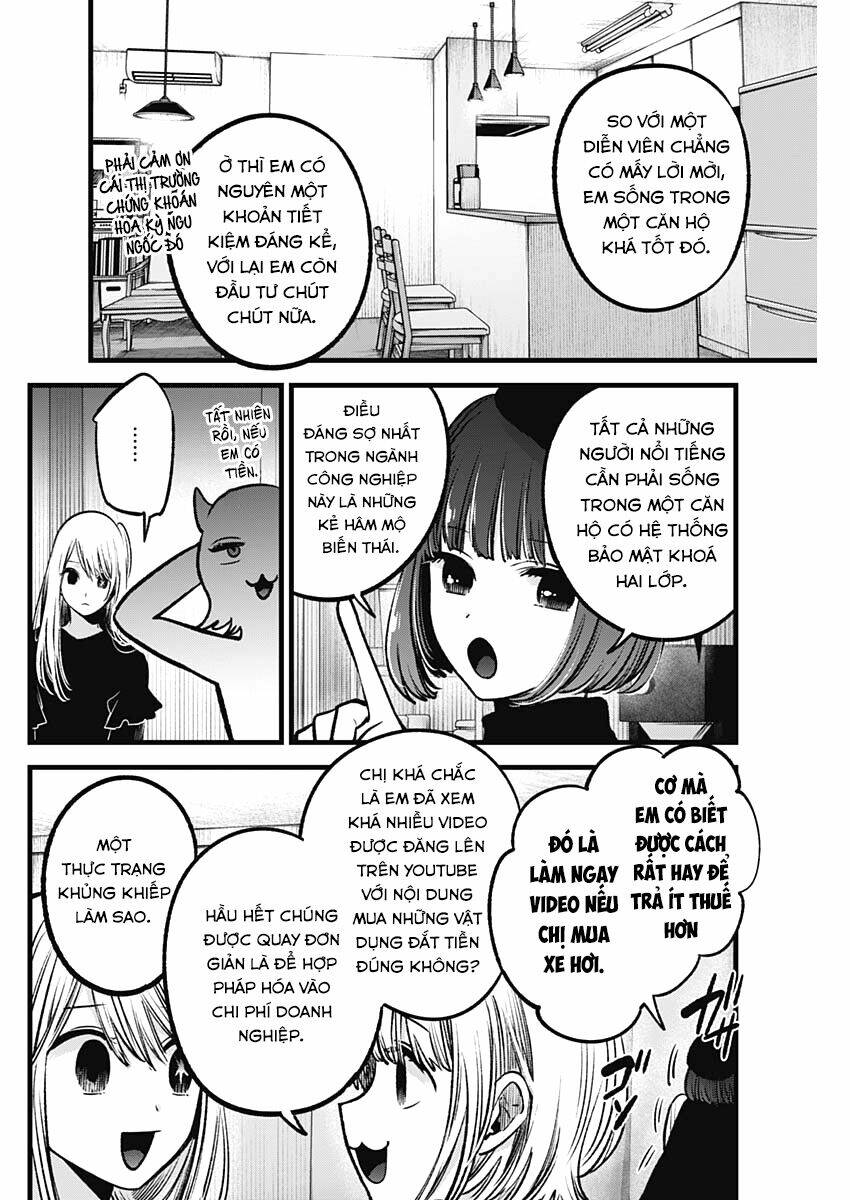 SO VỚI MỘT
DIỄN VIÊN CHẲNG
CÓ MẤY LỜI MỜI,
EM SỐNG TRONG
MỘT CĂN HỘ
KHÁ TỐT ĐÓ.
Ờ THÌ EM CÓ
NGUYÊN MỘT
KHOẢN TIẾT
KIỆM ĐÁNG KỂ,
VỚI LẠI EM CÒN
ĐẦU TƯ CHÚT
CHÚT NỮA.
PHẢI CẢM ƠN
CÁI THỊ TRƯỜNG
CHỨNG KHOÁN
HOA KỲ NGU
NGỐC ĐÓ
TẤT CẢ NHỮNG
NGƯỜI NỔI TIẾNG
CẦN PHẢI SỐNG
TRONG MỘT CĂN
HỘ CÓ HỆ THỐNG
BẢO MẬT KHOÁ
HAI LỚP.
ĐIỀU
ĐÁNG SỢ NHẤT
TRONG NGÀNH
CÔNG NGHIỆP
NÀY LÀ NHỮNG
KẺ HÂM MỘ
BIẾN THÁI.
TẤT NHIÊN
RỒI, NẾU
EM CÓ
TIỀN.
......
CƠ MÀ
EM CÓ BIẾT
ĐƯỢC CÁCH
RẤT HAY ĐỂ
TRẢ ÍT THUẾ
HƠN
ĐÓ LÀ
LÀM NGAY
VIDEO NẾU
CHỊ MUA
XE HƠI.
CHỊ KHÁ CHẮC
LÀ EM ĐÃ XEM
KHÁ NHIỀU VIDEO
ĐƯỢC ĐĂNG LÊN
TRÊN YOUTUBE
VỚI NỘI DUNG
MUA NHỮNG VẬT
DỤNG ĐẮT TIỀN
ĐÚNG KHÔNG?
HẦU HẾT CHÚNG
ĐƯỢC QUAY ĐƠN
GIẢN LÀ ĐỂ HỢP
PHÁP HÓA VÀO
CHI PHÍ DOANH
NGHIỆP.
MỘT
THỰC TRẠNG
KHỦNG KHIẾP
LÀM SAO.